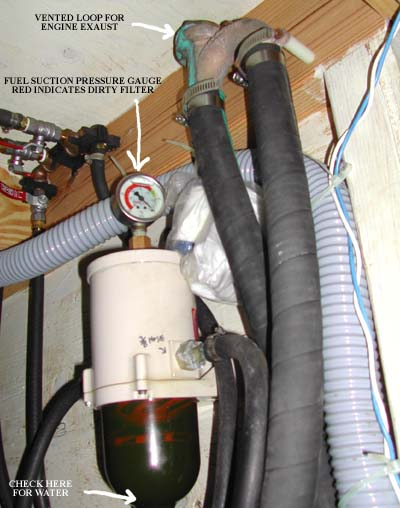 VENTED LOOP FOR
ENGINE EXAUST
FUEL SUCTION PRESSURE GAUGE
RED INDICATES DIRTY FILTER
CHECK HERE
FOR WATER